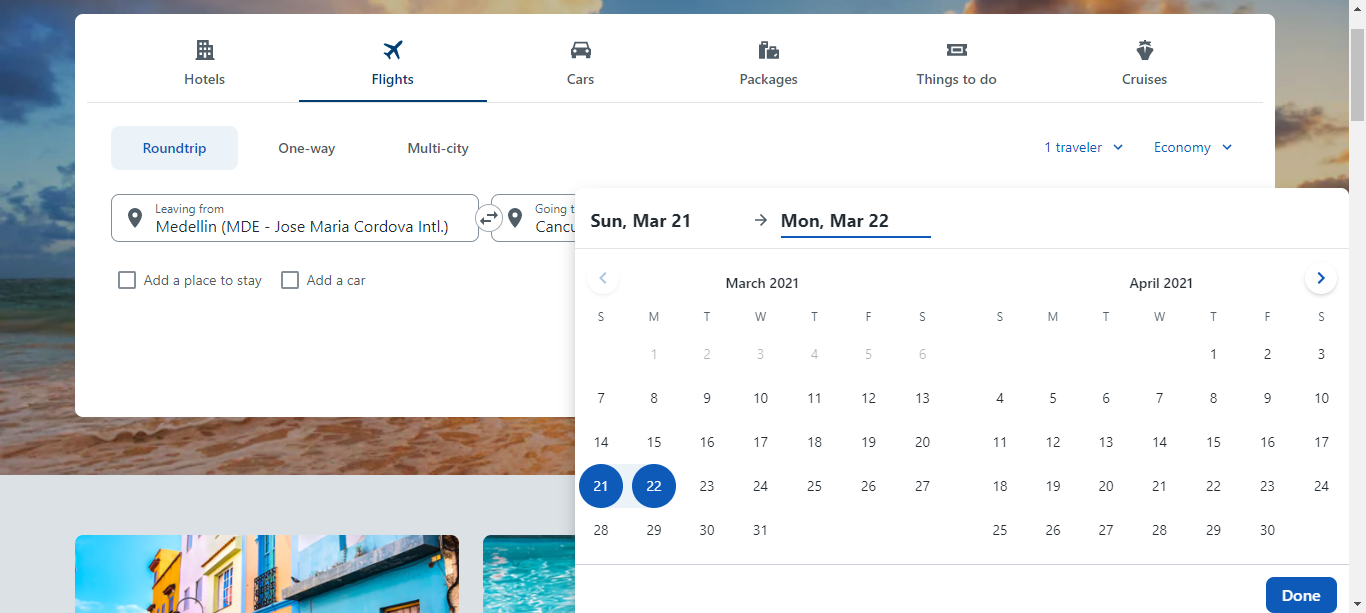 Hotels
Flights
Cars
Packages
Things to do
Cruises
Roundtrip
One-way
Multi-city
1 traveler
Economy
Leaving from
Medellin (MDE - Jose Maria Cordova Intl.)
Going t
Cancu
Add a place to stay
Add a car
Sun, Mar 21
Mon, Mar 22
March 2021
S M T W T F S
1 2 3 4 5 6
7 8 9 10 11 12 13
14 15 16 17 18 19 20
21 22 23 24 25 26 27
28 29 30 31
April 2021
S M T W T F S
1 2 3
4 5 6 7 8 9 10
11 12 13 14 15 16 17
18 19 20 21 22 23 24
25 26 27 28 29 30
Done